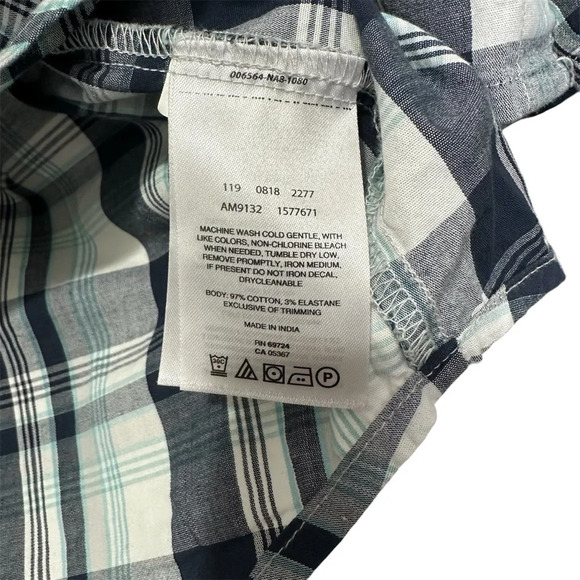 006564-NAB-1080
119 0818 2277
AM9132 1577671
MACHINE WASH COLD GENTLE, WITH
LIKE COLORS, NON-CHLORINE BLEACH
WHEN NEEDED, TUMBLE DRY LOW.
REMOVE PROMPTLY, IRON MEDIUM.
IF PRESENT DO NOT IRON DECAL,
DRYCLEANABLE
BODY: 97% COTTON, 3% ELASTANE
EXCLUSIVE OF TRIMMING
MADE IN INDIA
RN 69724
CA 05367
30C P